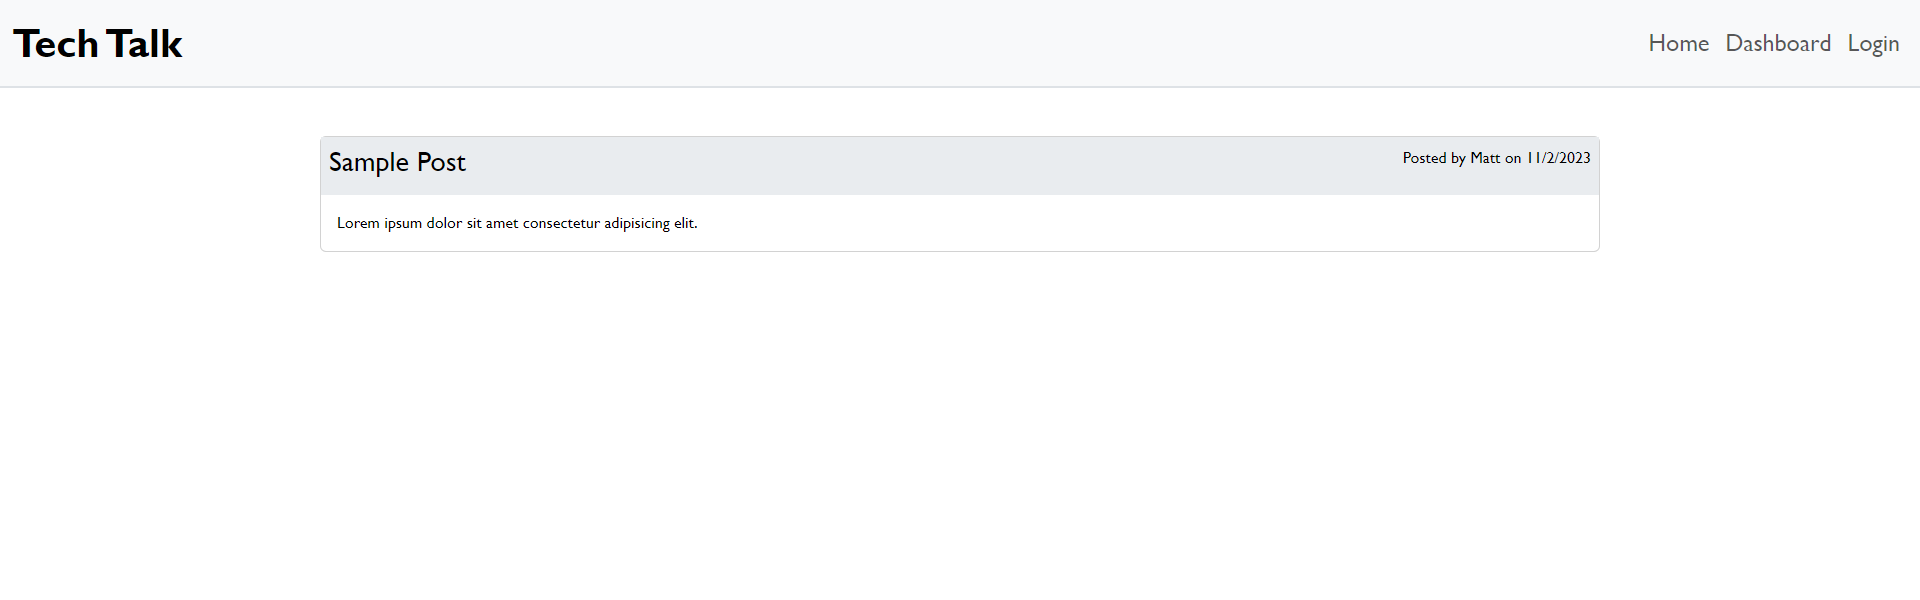 Tech Talk
Home Dashboard Login
Sample Post
Posted by Matt on 11/2/2023
Lorem ipsum dolor sit amet consectetur adipisicing elit.